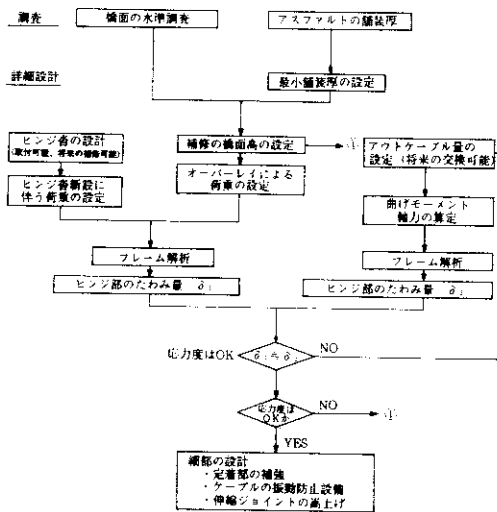 調査
橋面の水準調査
アスファルトの舗装厚
詳細設計
最小舗装厚の設定
ヒンジ沓の設計
(取付可能、将来の補修可能)
補修の橋面高の設定
①
アウトケーブル量の
設定(将来の交換可能)
ヒンジ沓新設に
伴う荷重の設定
オーバーレイによる
荷重の設定
曲げモーメント
軸力の算定
フレーム解析
フレーム解析
ヒンジ部のたわみ量 δ
ヒンジ部のたわみ量 δ
応力度はOK
δ ≒ δ
NO
応力度は
OKか
NO
①
YES
細部の設計
・定着部の補強
・ケーブルの振動防止設備
・伸縮ジョイントの嵩上げ